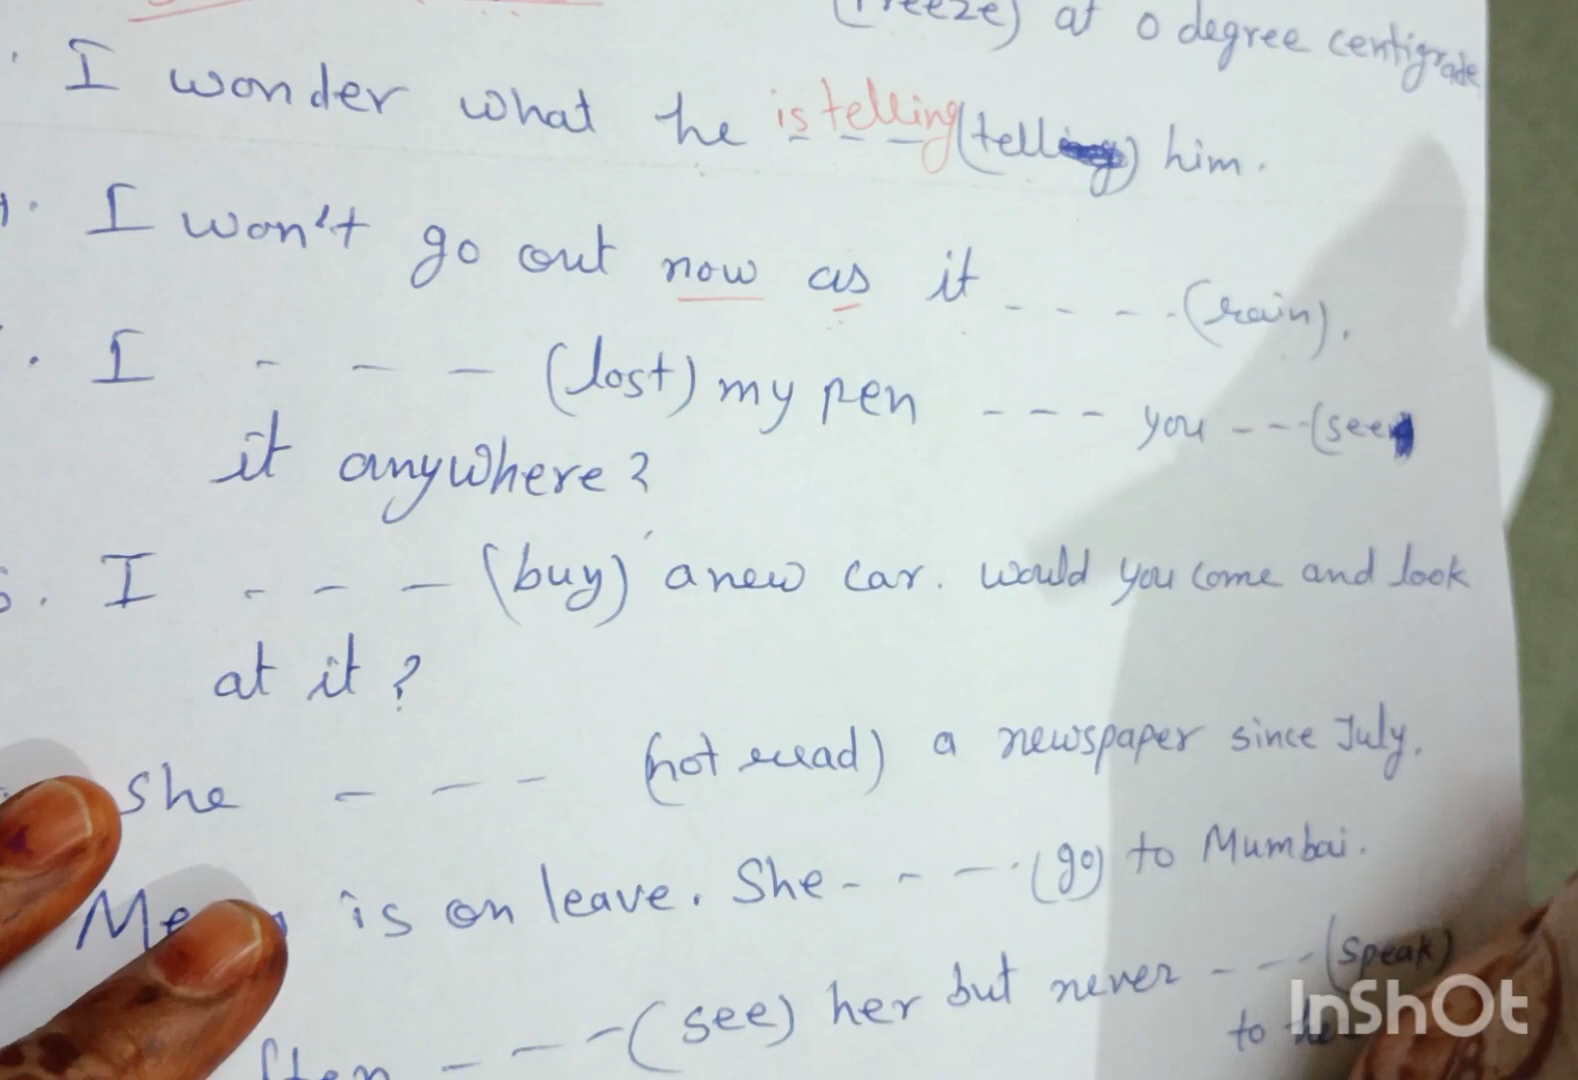 (Freeze) at 0 degree centigrade
I wonder what he is telling (tell) him.
I won't go out now as it - - - - (rain).
I - - - (lost) my pen - - - you - - - (see
it anywhere?
I - - - (buy) a new car. would you come and look
at it?
she - - - (not read) a newspaper since July.
is on leave. She - - - (go) to Mumbai.
- - - (see) her but never - - - (speak)
to
InShOt